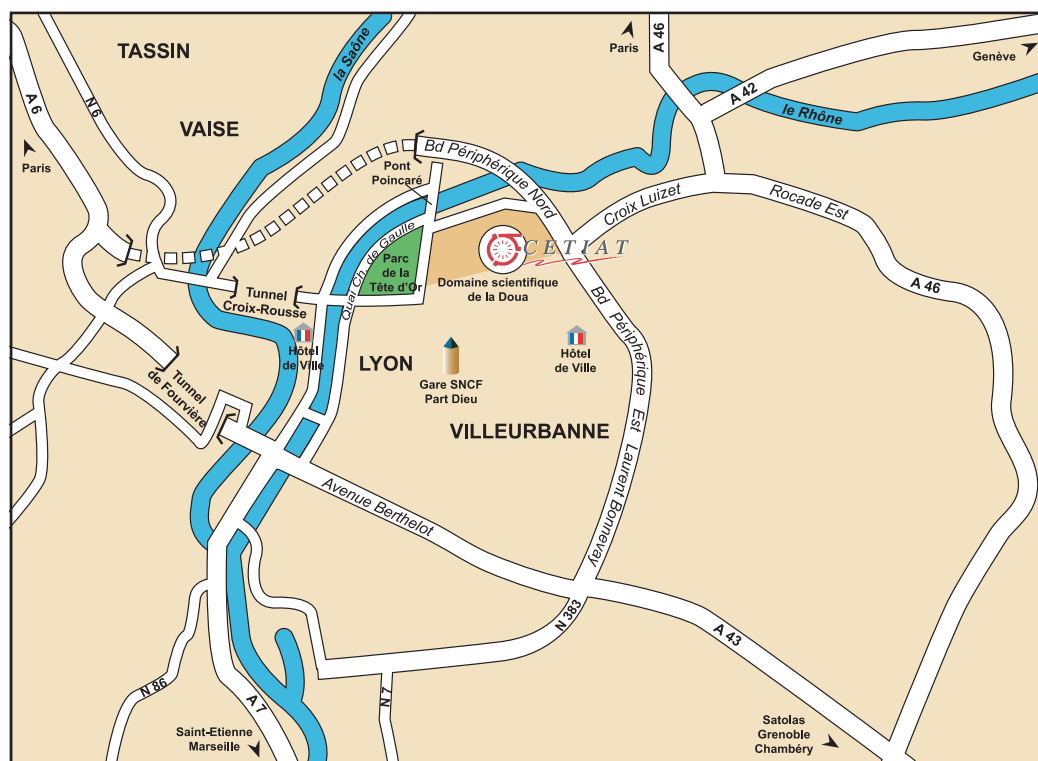 TASSIN
la Saône
A 46
Paris
Genève
A 6
N 6
A 42
le Rhône
VAISE
Paris
Bd Périphérique Nord
Pont
Poincaré
Croix Luizet
Rocade Est
Quai Ch. de Gaulle
CETIAT
Parc
de la
Tête d'Or
Domaine scientifique
de la Doua
Tunnel
Croix-Rousse
A 46
Bd Périphérique Est Laurent Bonnevay
Hôtel
de Ville
LYON
Hôtel
de Ville
Tunnel
de Fourvière
Gare SNCF
Part Dieu
VILLEURBANNE
Avenue Berthelot
N 383
A 43
N 86
A 7
N 7
Saint-Etienne
Marseille
Satolas
Grenoble
Chambéry